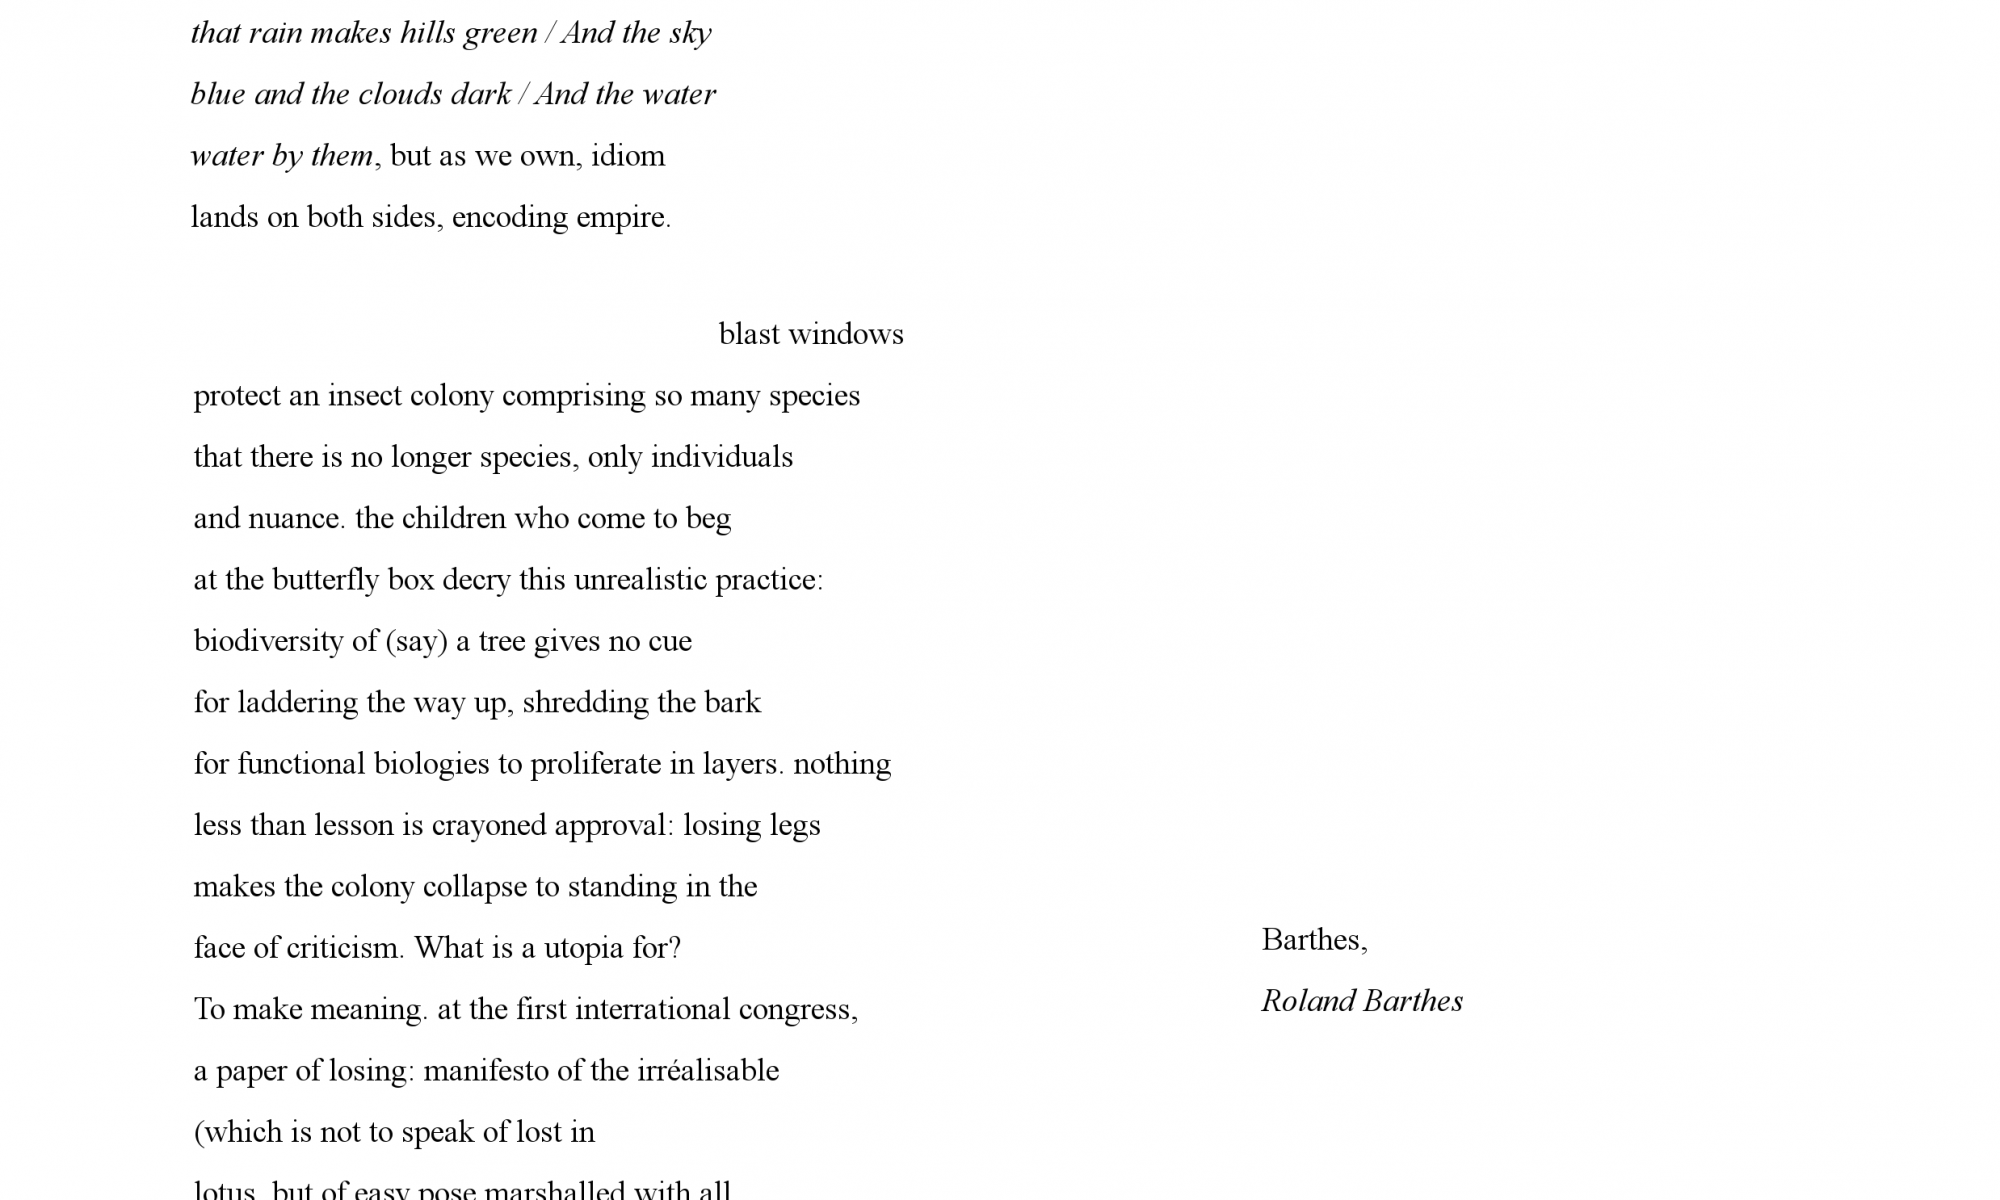 that rain makes hills green / And the sky
blue and the clouds dark / And the water
water by them, but as we own, idiom
lands on both sides, encoding empire.
blast windows
protect an insect colony comprising so many species
that there is no longer species, only individuals
and nuance. the children who come to beg
at the butterfly box decry this unrealistic practice:
biodiversity of (say) a tree gives no cue
for laddering the way up, shredding the bark
for functional biologies to proliferate in layers. nothing
less than lesson is crayoned approval: losing legs
makes the colony collapse to standing in the
face of criticism. What is a utopia for?
To make meaning. at the first interrational congress,
a paper of losing: manifesto of the irréalisable
(which is not to speak of lost in
lotus, but of easy pose marshalled with all
Barthes,
Roland Barthes